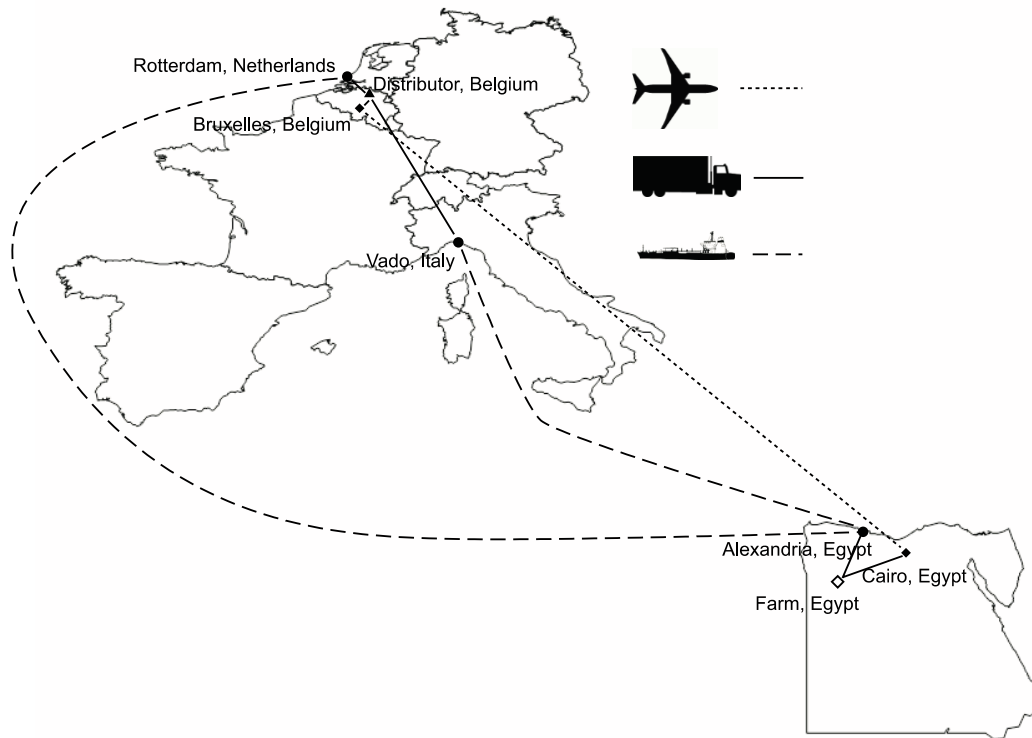 Rotterdam, Netherlands
Distributor, Belgium
Bruxelles, Belgium
Vado, Italy
Alexandria, Egypt
Cairo, Egypt
Farm, Egypt